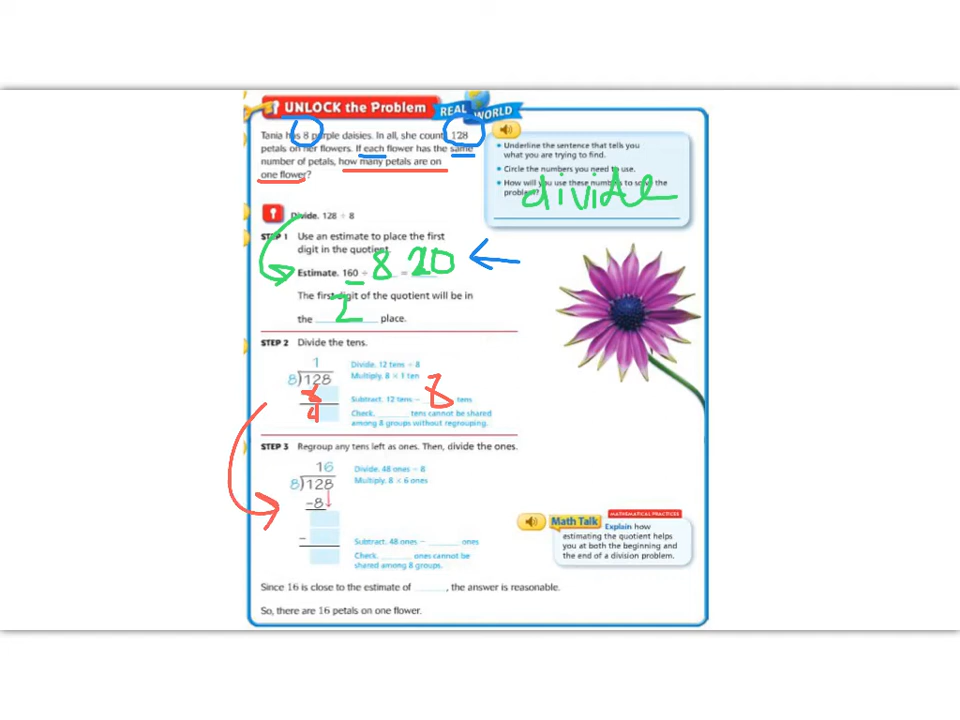 UNLOCK the Problem REAL WORLD
Tania has 8 purple daisies. In all, she counts 128
petals on her flowers. If each flower has the same
number of petals, how many petals are on
one flower?
• Underline the sentence that tells you
what you are trying to find.
• Circle the numbers you need to use.
• How will you use these numbers to solve the
problem?
divide
Divide. 128 ÷ 8
STEP 1 Use an estimate to place the first
digit in the quotient.
Estimate. 160 ÷ 8 = 20
The first digit of the quotient will be in
the place.
STEP 2 Divide the tens.
1
8)128
8
4
Divide. 12 tens ÷ 8
Multiply. 8 × 1 ten
Subtract. 12 tens − 8 tens
Check. ____ tens cannot be shared
among 8 groups without regrouping.
STEP 3 Regroup any tens left as ones. Then, divide the ones.
16
8)128
−8
−
Divide. 48 ones ÷ 8
Multiply. 8 × 6 ones
Subtract. 48 ones − ____ ones
Check. ____ ones cannot be
shared among 8 groups.
MATHEMATICAL PRACTICES
Math Talk Explain how
estimating the quotient helps
you at both the beginning and
the end of a division problem.
Since 16 is close to the estimate of ____, the answer is reasonable.
So, there are 16 petals on one flower.